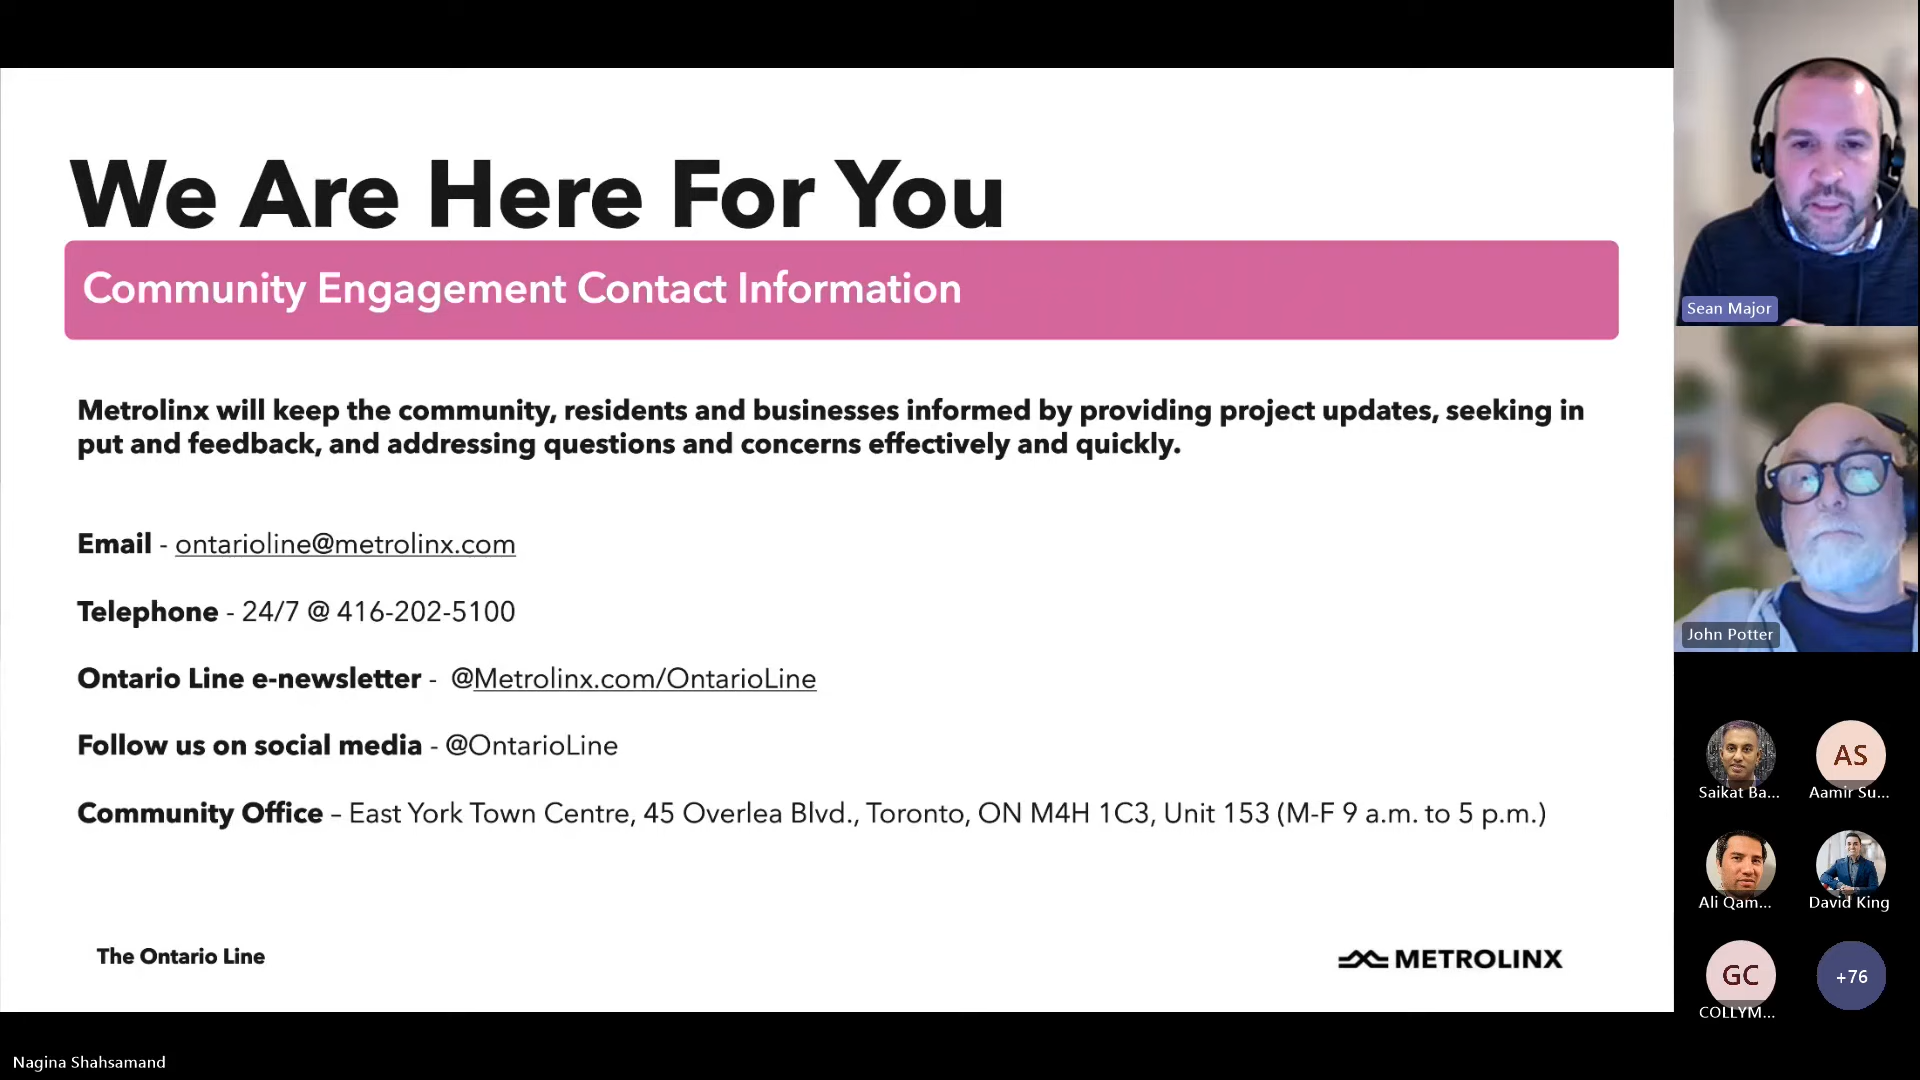 We Are Here For You
Community Engagement Contact Information
Metrolinx will keep the community, residents and businesses informed by providing project updates, seeking in
put and feedback, and addressing questions and concerns effectively and quickly.
Email - ontarioline@metrolinx.com
Telephone - 24/7 @ 416-202-5100
Ontario Line e-newsletter - @Metrolinx.com/OntarioLine
Follow us on social media - @OntarioLine
Community Office – East York Town Centre, 45 Overlea Blvd., Toronto, ON M4H 1C3, Unit 153 (M-F 9 a.m. to 5 p.m.)
The Ontario Line
METROLINX
Nagina Shahsamand
Sean Major
John Potter
Saikat Ba...
AS
Aamir Su...
Ali Qam...
David King
GC
COLLYM...
+76